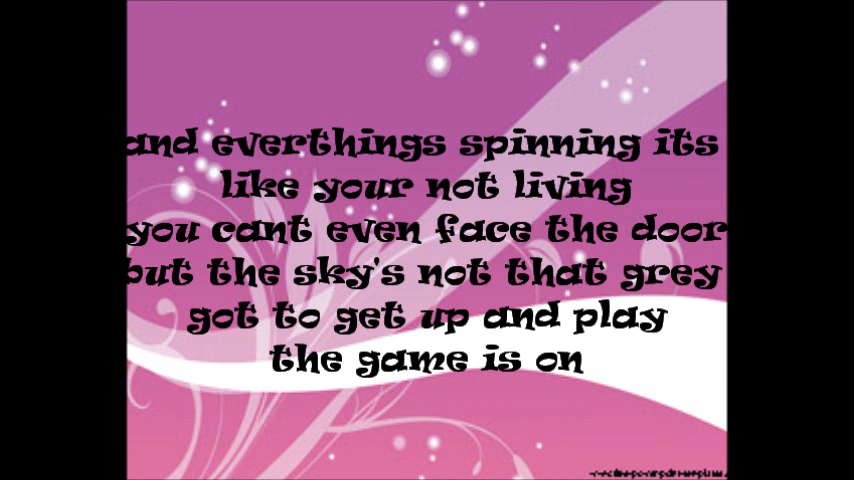 and everthings spinning its
like your not living
you cant even face the door
but the sky's not that grey
got to get up and play
the game is on